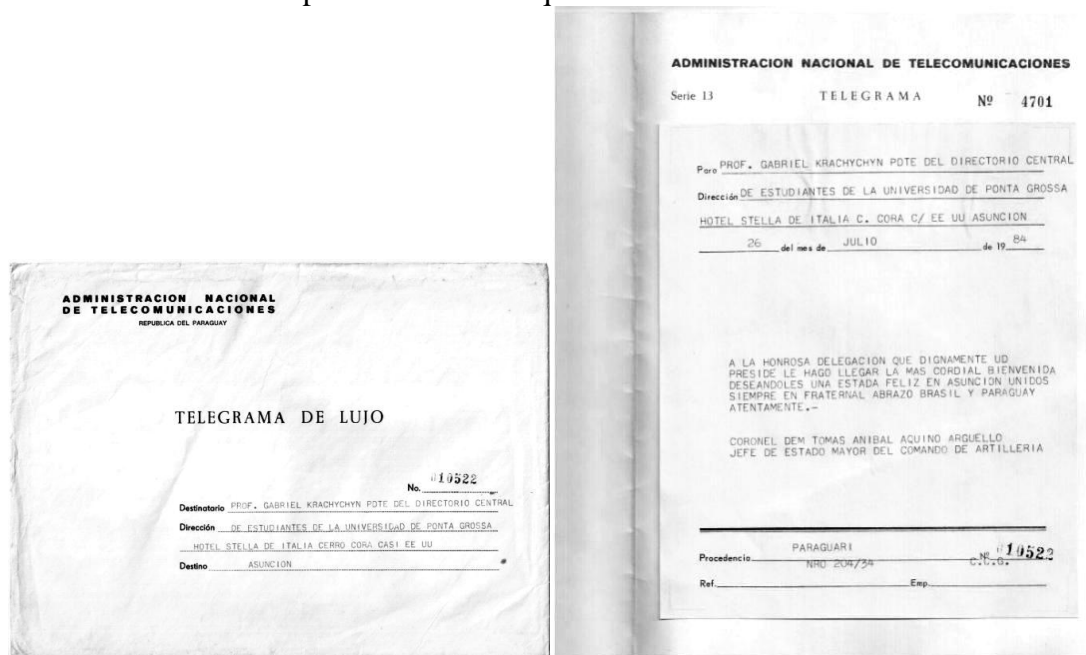 ADMINISTRACION NACIONAL
DE TELECOMUNICACIONES
REPUBLICA DEL PARAGUAY
TELEGRAMA DE LUJO
No. 010522
Destinatario PROF. GABRIEL KRACHYCHYN PDTE DEL DIRECTORIO CENTRAL
Dirección DE ESTUDIANTES DE LA UNIVERSIDAD DE PONTA GROSSA
HOTEL STELLA DE ITALIA CERRO CORA CASI EE UU
Destino ASUNCION
ADMINISTRACION NACIONAL DE TELECOMUNICACIONES
Serie 13 TELEGRAMA Nº 4701
Para PROF. GABRIEL KRACHYCHYN PDTE DEL DIRECTORIO CENTRAL
Dirección DE ESTUDIANTES DE LA UNIVERSIDAD DE PONTA GROSSA
HOTEL STELLA DE ITALIA C. CORA C/ EE UU ASUNCION
26 del mes de JULIO de 19 84
A LA HONROSA DELEGACION QUE DIGNAMENTE UD
PRESIDE LE HAGO LLEGAR LA MAS CORDIAL BIENVENIDA
DESEANDOLES UNA ESTADA FELIZ EN ASUNCION UNIDOS
SIEMPRE EN FRATERNAL ABRAZO BRASIL Y PARAGUAY
ATENTAMENTE.-
CORONEL DEM TOMAS ANIBAL AQUINO ARGUELLO
JEFE DE ESTADO MAYOR DEL COMANDO DE ARTILLERIA
Procedencia PARAGUARI Nº 010522
NRO 204/34 C.C.G.
Ref. Emp.